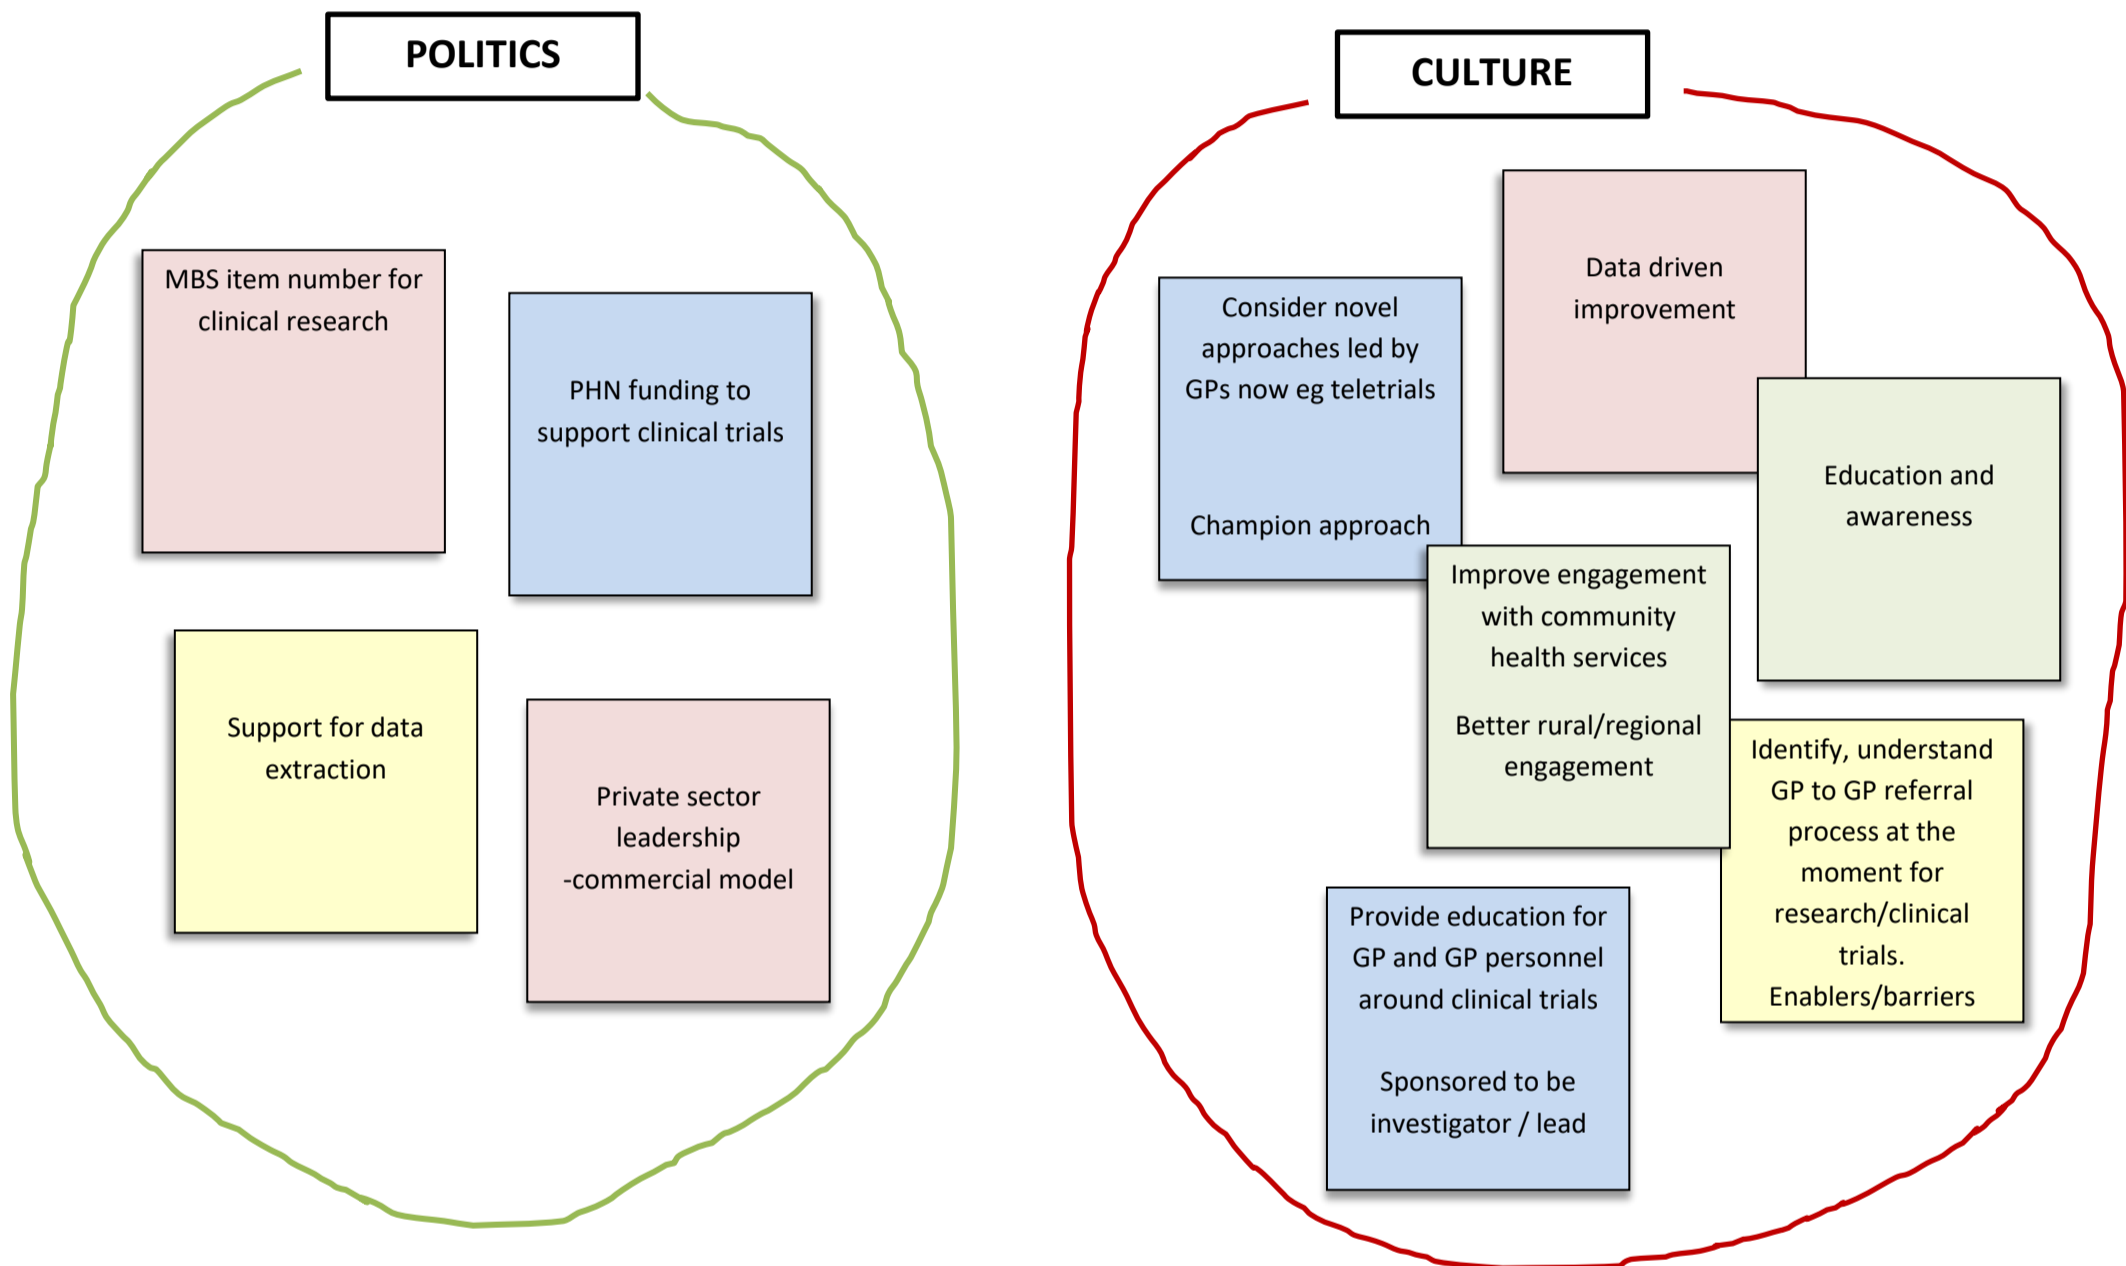 POLITICS
MBS item number for
clinical research
PHN funding to
support clinical trials
Support for data
extraction
Private sector
leadership
-commercial model
CULTURE
Data driven
improvement
Consider novel
approaches led by
GPs now eg teletrials
Champion approach
Education and
awareness
Improve engagement
with community
health services
Better rural/regional
engagement
Identify, understand
GP to GP referral
process at the
moment for
research/clinical
trials.
Enablers/barriers
Provide education for
GP and GP personnel
around clinical trials
Sponsored to be
investigator / lead